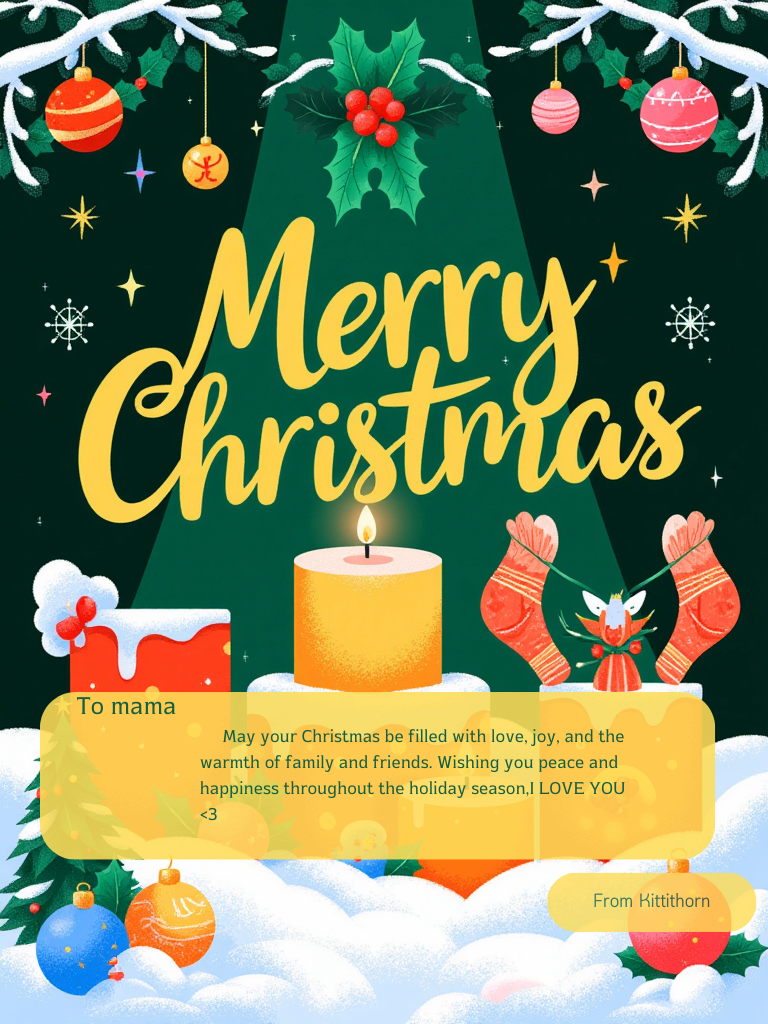 Merry
Christmas
To mama
May your Christmas be filled with love, joy, and the
warmth of family and friends. Wishing you peace and
happiness throughout the holiday season,I LOVE YOU
<3
From Kittithorn